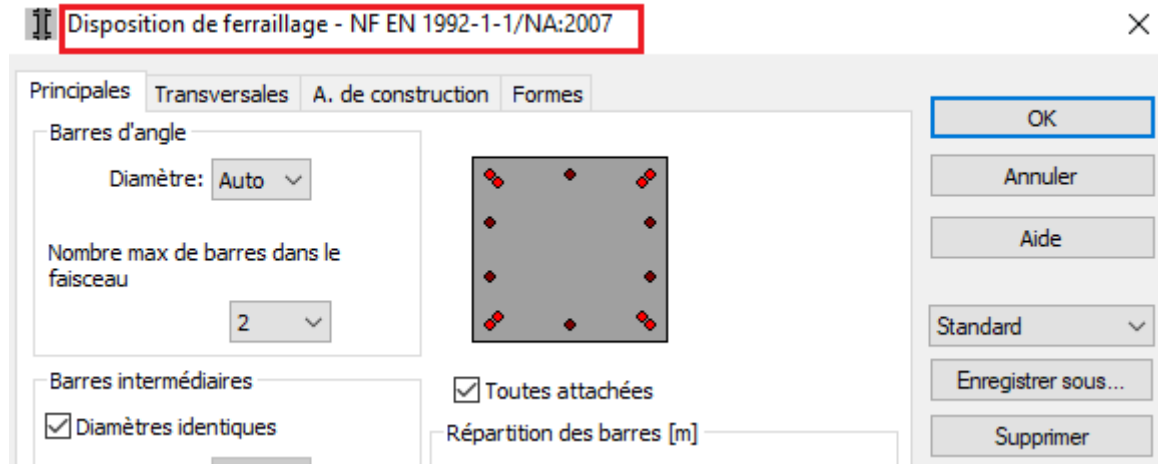 Disposition de ferraillage - NF EN 1992-1-1/NA:2007
Principales Transversales A. de construction Formes
Barres d'angle
Diamètre: Auto
Nombre max de barres dans le
faisceau
2
Barres intermédiaires
Diamètres identiques
Toutes attachées
Répartition des barres [m]
OK
Annuler
Aide
Standard
Enregistrer sous...
Supprimer